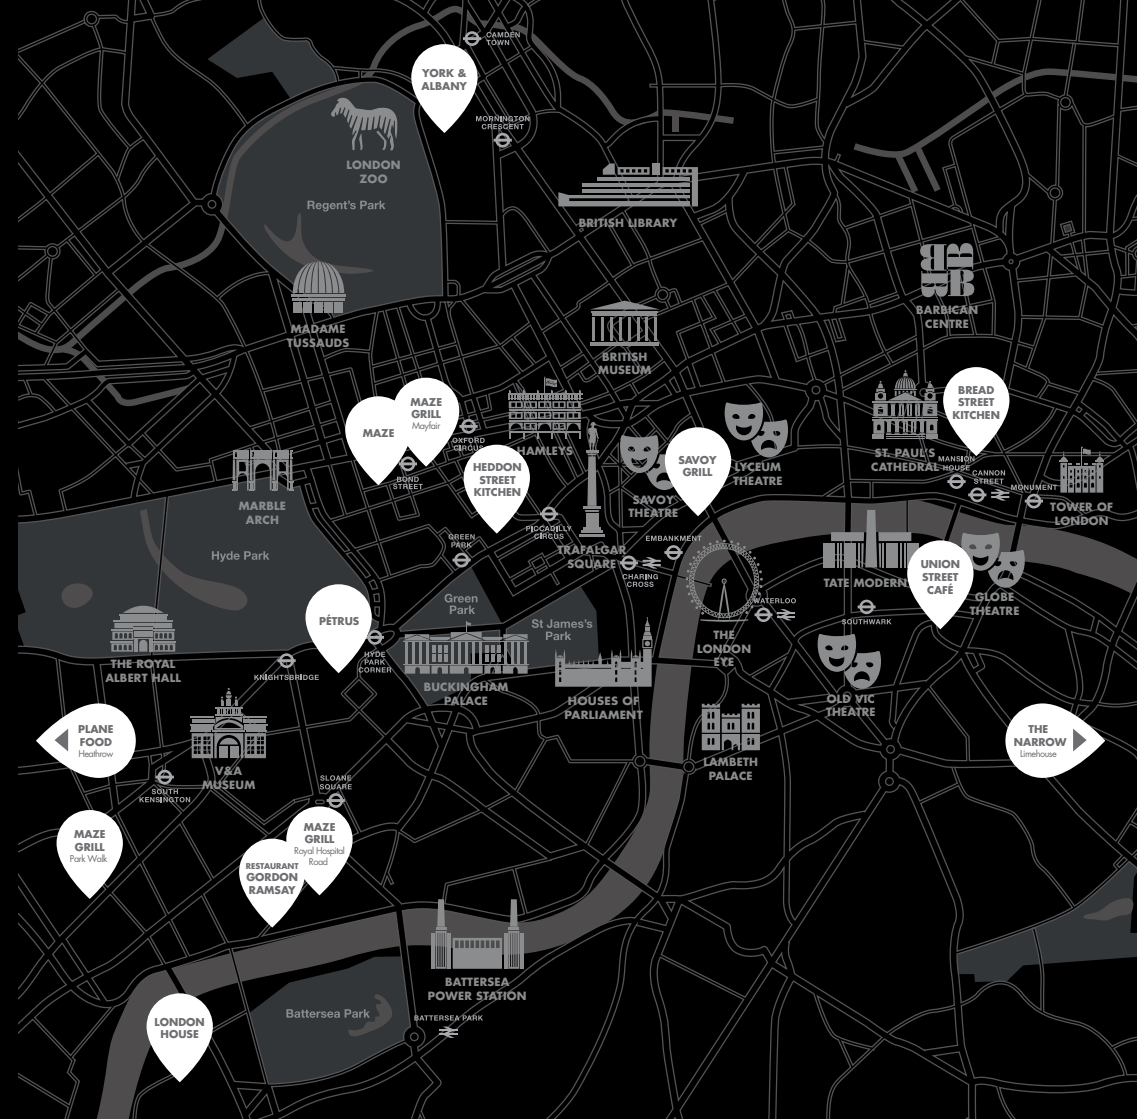 CAMDEN
TOWN
YORK &
ALBANY
MORNINGTON
CRESCENT
LONDON
ZOO
Regent's Park
BRITISH LIBRARY
MADAME
TUSSAUDS
BARBICAN
CENTRE
BRITISH
MUSEUM
MAZE
MAZE
GRILL
Mayfair
OXFORD
CIRCUS
BOND
STREET
HAMLEYS
HEDDON
STREET
KITCHEN
PICCADILLY
CIRCUS
SAVOY
GRILL
SAVOY
THEATRE
LYCEUM
THEATRE
ST. PAUL'S
CATHEDRAL
BREAD
STREET
KITCHEN
MANSION
HOUSE
CANNON
STREET
MONUMENT
TOWER OF
LONDON
MARBLE
ARCH
Hyde Park
GREEN
PARK
TRAFALGAR
SQUARE
CHARING
CROSS
EMBANKMENT
TATE MODERN
UNION
STREET
CAFÉ
GLOBE
THEATRE
Green
Park
St James's
Park
WATERLOO
SOUTHWARK
THE
LONDON
EYE
PÉTRUS
HYDE
PARK
CORNER
THE ROYAL
ALBERT HALL
KNIGHTSBRIDGE
BUCKINGHAM
PALACE
HOUSES OF
PARLIAMENT
OLD VIC
THEATRE
LAMBETH
PALACE
PLANE
FOOD
Heathrow
V&A
MUSEUM
SOUTH
KENSINGTON
SLOANE
SQUARE
THE
NARROW
Limehouse
MAZE
GRILL
Park Walk
MAZE
GRILL
Royal Hospital
Road
RESTAURANT
GORDON
RAMSAY
BATTERSEA
POWER STATION
Battersea Park
BATTERSEA PARK
LONDON
HOUSE